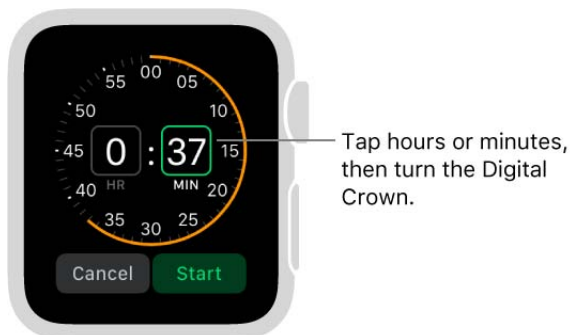 00
55 05
50 10
45 0 : 37 15
HR MIN
40 20
35 25
30
Cancel Start
Tap hours or minutes,
then turn the Digital
Crown.